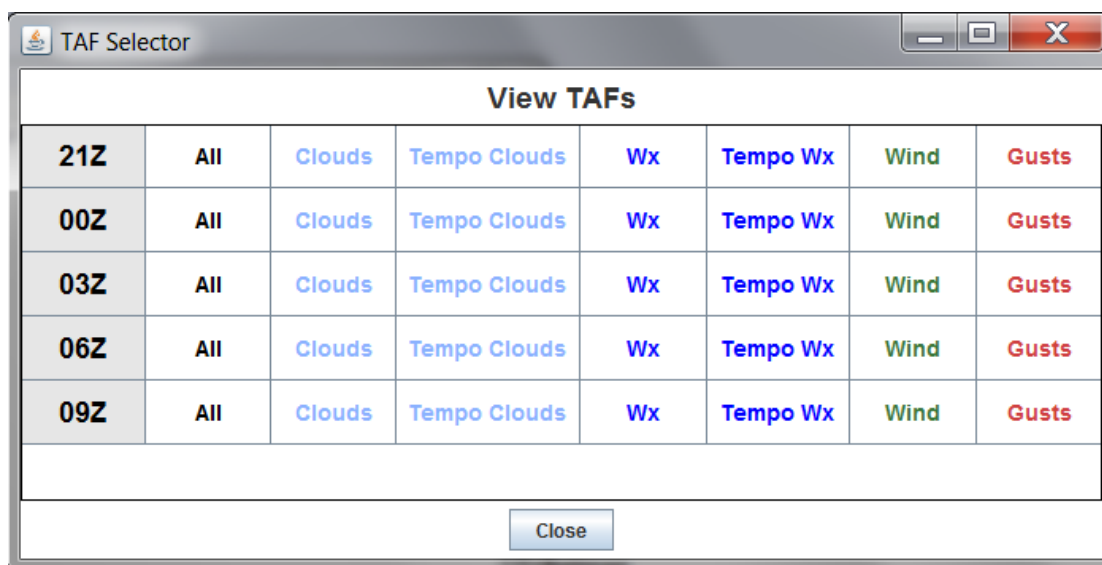 TAF Selector
View TAFs
21Z All Clouds Tempo Clouds Wx Tempo Wx Wind Gusts
00Z All Clouds Tempo Clouds Wx Tempo Wx Wind Gusts
03Z All Clouds Tempo Clouds Wx Tempo Wx Wind Gusts
06Z All Clouds Tempo Clouds Wx Tempo Wx Wind Gusts
09Z All Clouds Tempo Clouds Wx Tempo Wx Wind Gusts
Close